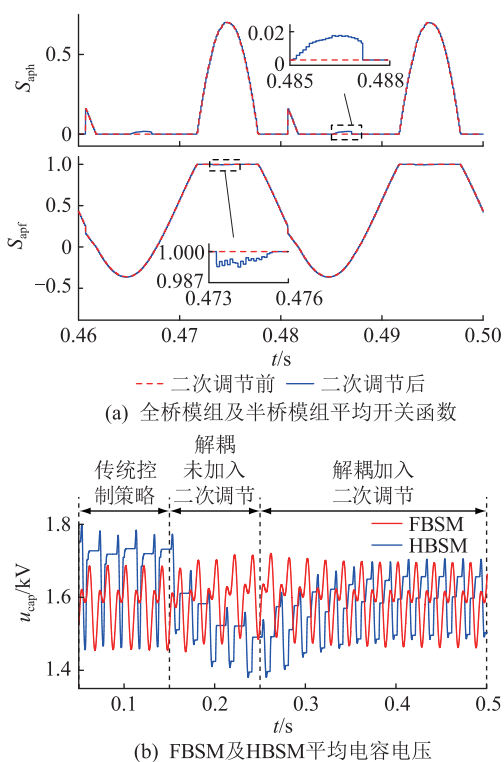 0.02
0
0.485 0.488
S_aph
0
1.0
0.5
0
−0.5
S_apf
1.000
0.987
0.473 0.476
0.46 0.47 0.48 0.49 0.50
t/s
二次调节前 二次调节后
(a) 全桥模组及半桥模组平均开关函数
传统控
制策略
解耦
未加入
二次调节
解耦加入
二次调节
1.8
1.6
1.4
u_cap/kV
FBSM
HBSM
0.1 0.2 0.3 0.4 0.5
t/s
(b) FBSM及HBSM平均电容电压